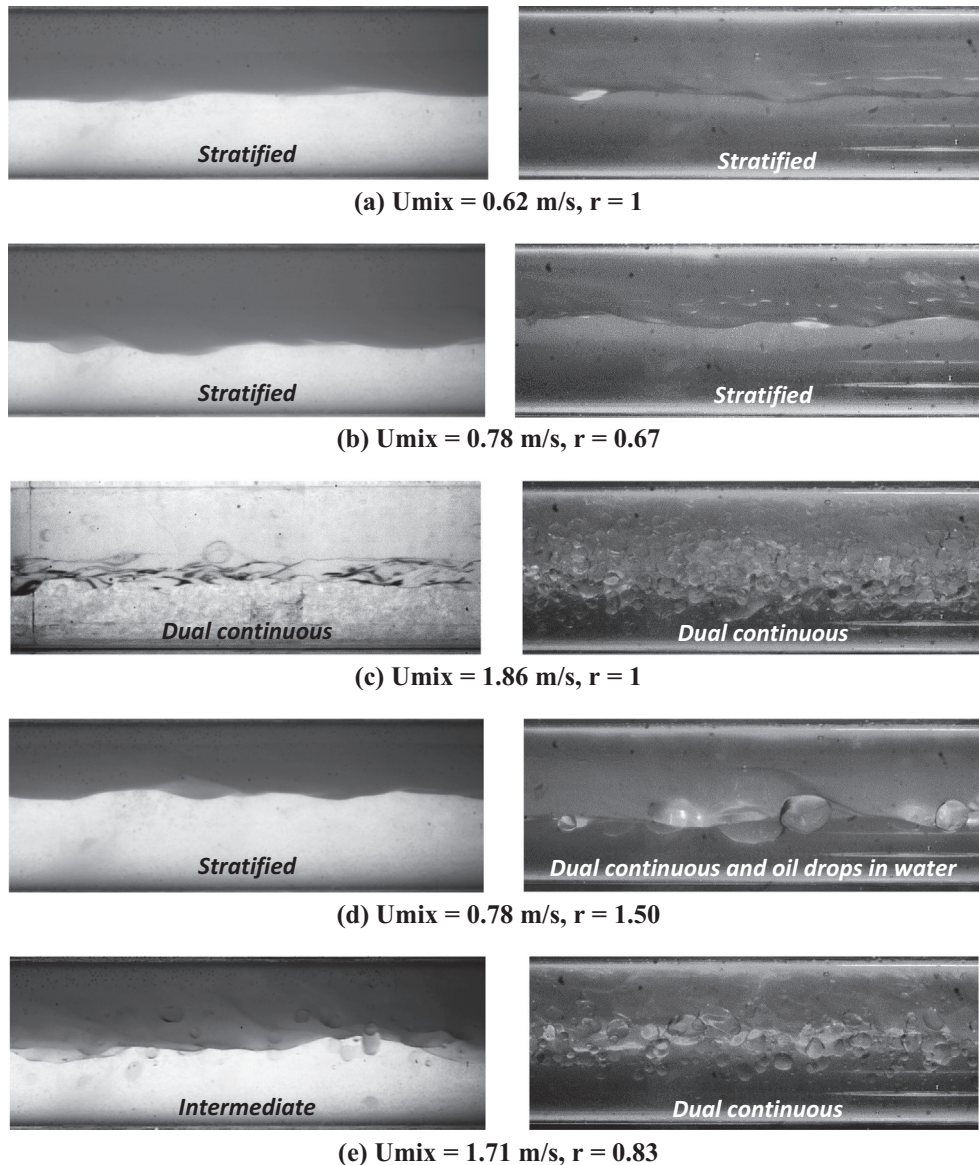 Stratified
Stratified
(a) Umix = 0.62 m/s, r = 1
Stratified
Stratified
(b) Umix = 0.78 m/s, r = 0.67
Dual continuous
Dual continuous
(c) Umix = 1.86 m/s, r = 1
Stratified
Dual continuous and oil drops in water
(d) Umix = 0.78 m/s, r = 1.50
Intermediate
Dual continuous
(e) Umix = 1.71 m/s, r = 0.83